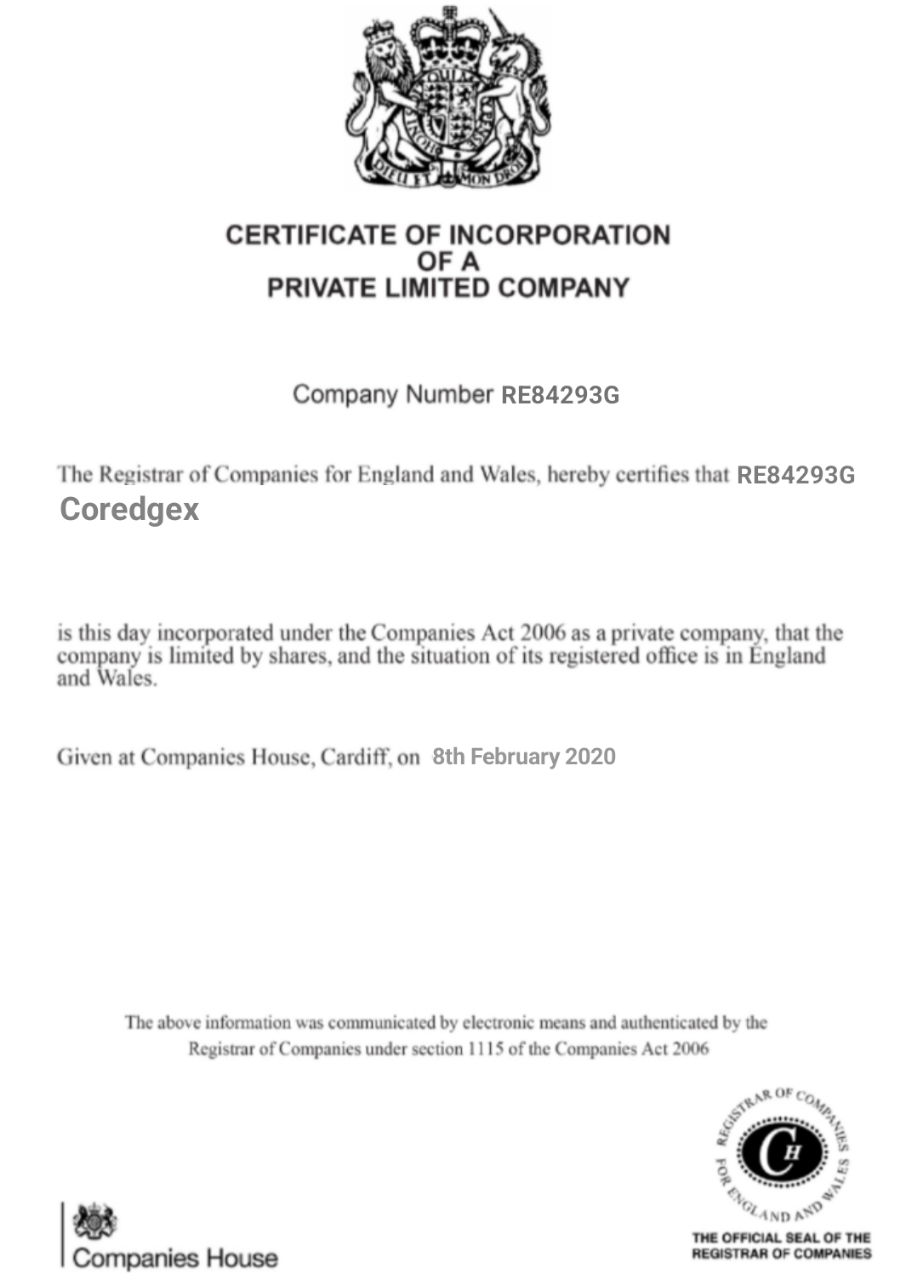 DIEU ET MON DROIT
CERTIFICATE OF INCORPORATION
OF A
PRIVATE LIMITED COMPANY
Company Number RE84293G
The Registrar of Companies for England and Wales, hereby certifies that RE84293G
Coredgex
is this day incorporated under the Companies Act 2006 as a private company, that the
company is limited by shares, and the situation of its registered office is in England
and Wales.
Given at Companies House, Cardiff, on 8th February 2020
The above information was communicated by electronic means and authenticated by the
Registrar of Companies under section 1115 of the Companies Act 2006
REGISTRAR OF COMPANIES
FOR ENGLAND AND WALES
CH
THE OFFICIAL SEAL OF THE
REGISTRAR OF COMPANIES
Companies House